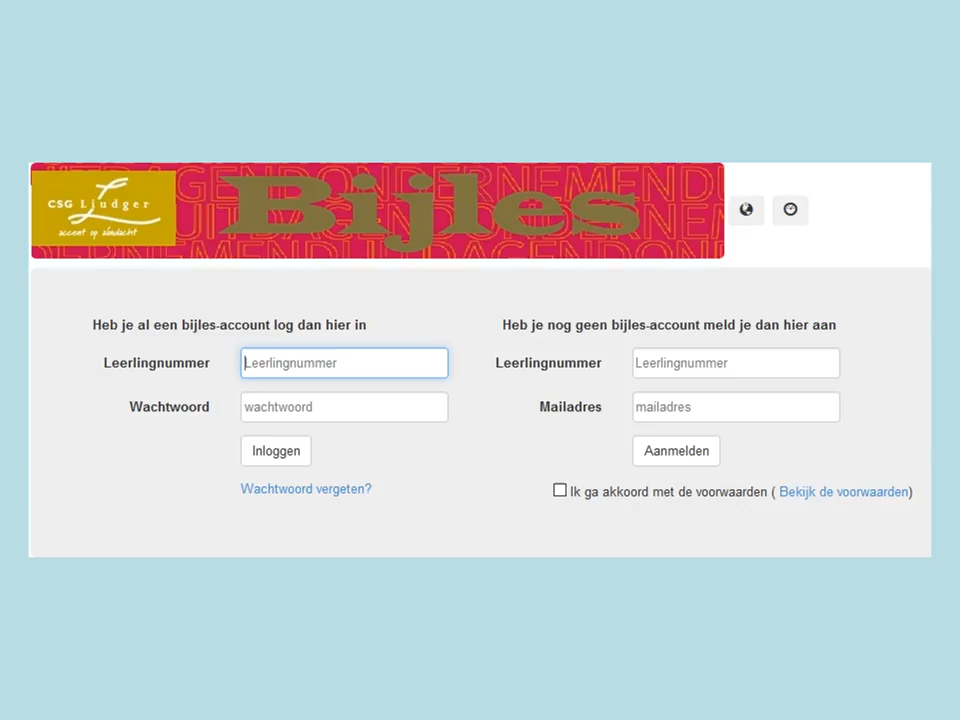 CSG Liudger
accent op aandacht
Bijles
Heb je al een bijles-account log dan hier in
Leerlingnummer Leerlingnummer
Wachtwoord wachtwoord
Inloggen
Wachtwoord vergeten?
Heb je nog geen bijles-account meld je dan hier aan
Leerlingnummer Leerlingnummer
Mailadres mailadres
Aanmelden
Ik ga akkoord met de voorwaarden ( Bekijk de voorwaarden)